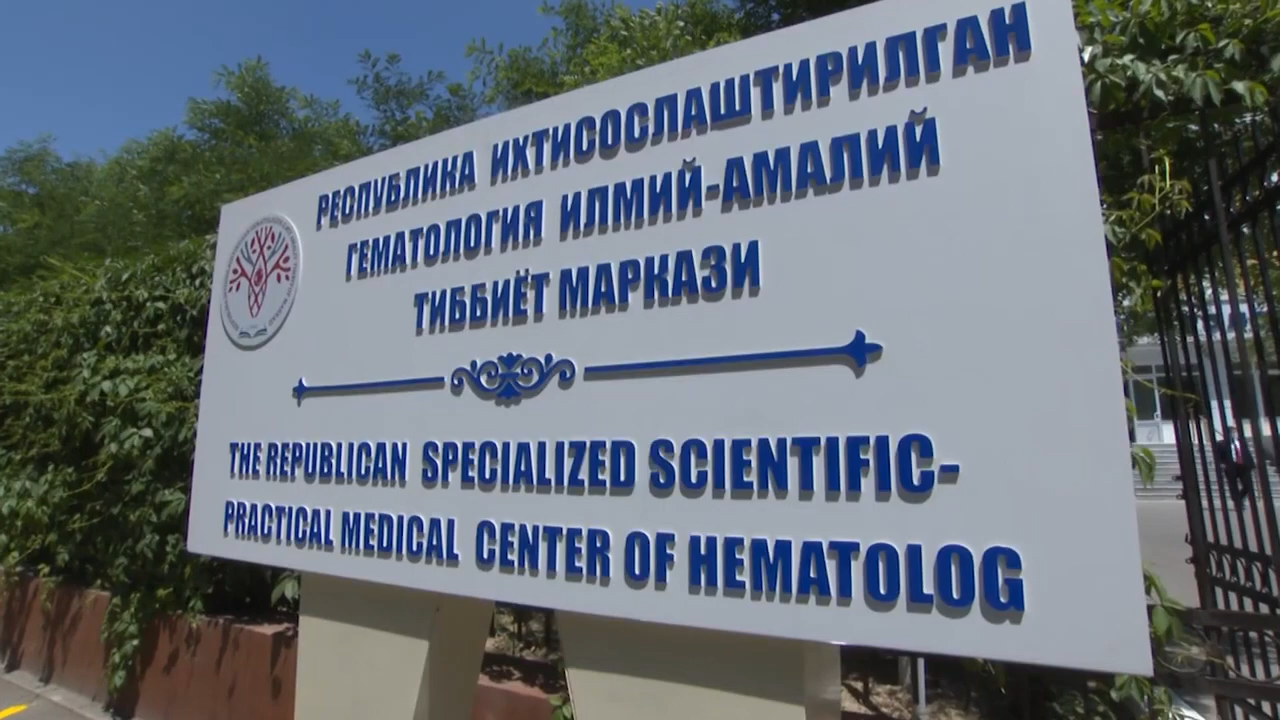 РЕСПУБЛИКА ИХТИСОСЛАШТИРИЛГАН
ГЕМАТОЛОГИЯ ИЛМИЙ-АМАЛИЙ
ТИББИЁТ МАРКАЗИ
THE REPUBLICAN SPECIALIZED SCIENTIFIC-
PRACTICAL MEDICAL CENTER OF HEMATOLOG